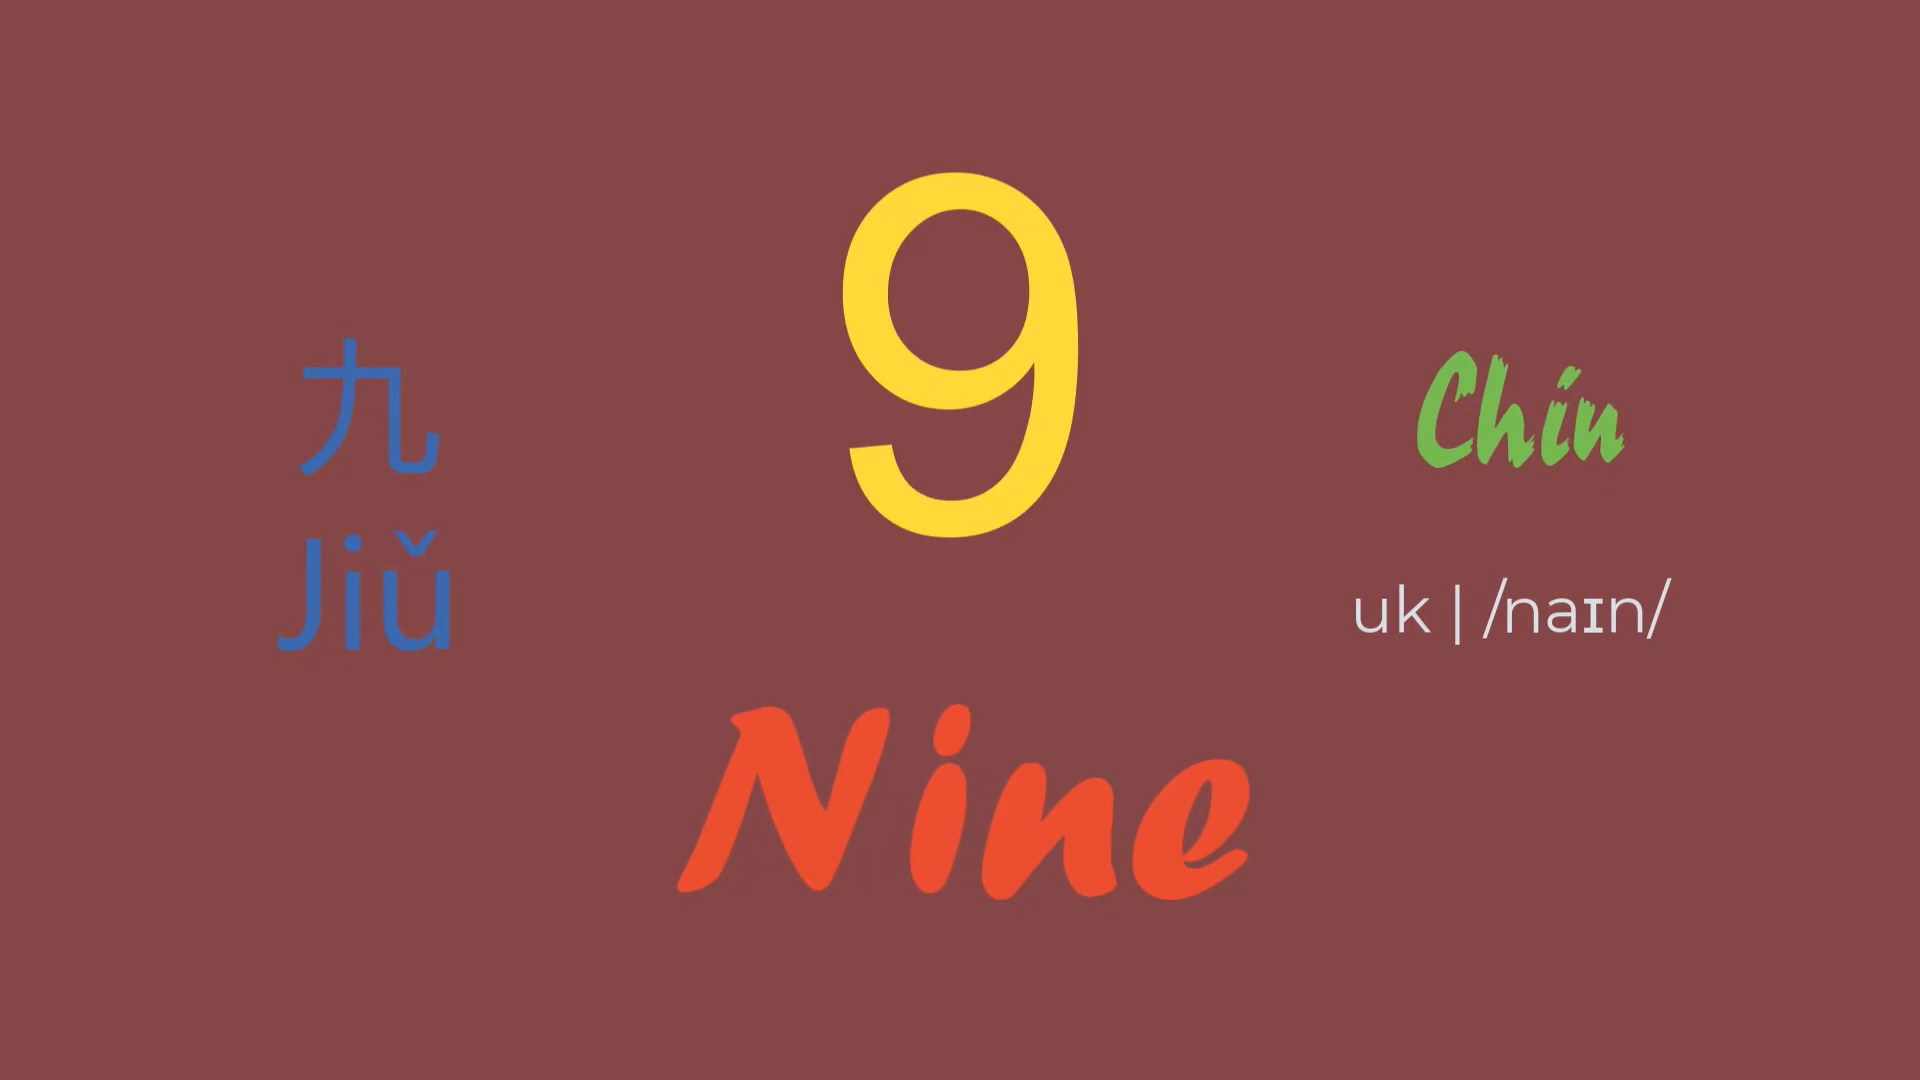 9
九
Jiǔ
Chín
uk | /naɪn/
Nine